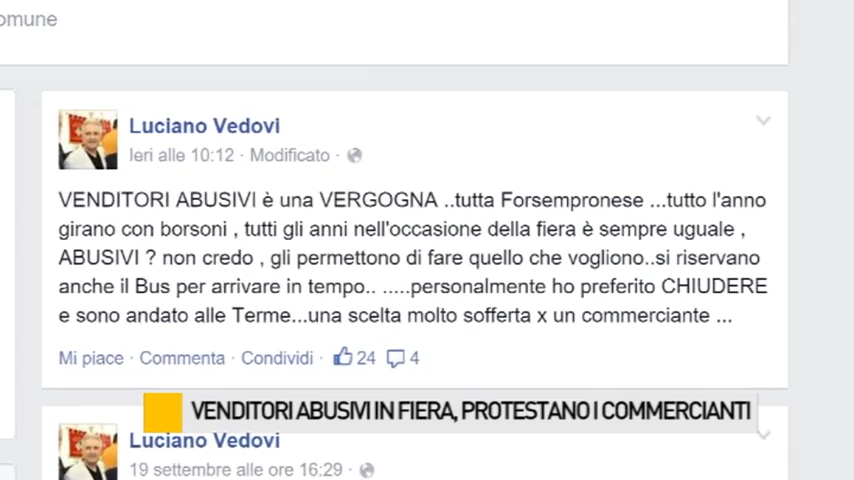 omune
Luciano Vedovi
Ieri alle 10:12 · Modificato ·
VENDITORI ABUSIVI è una VERGOGNA ..tutta Forsempronese ...tutto l'anno
girano con borsoni , tutti gli anni nell'occasione della fiera è sempre uguale ,
ABUSIVI ? non credo , gli permettono di fare quello che vogliono..si riservano
anche il Bus per arrivare in tempo.. .....personalmente ho preferito CHIUDERE
e sono andato alle Terme...una scelta molto sofferta x un commerciante ...
Mi piace · Commenta · Condividi · 24 4
VENDITORI ABUSIVI IN FIERA, PROTESTANO I COMMERCIANTI
Luciano Vedovi
19 settembre alle ore 16:29 ·